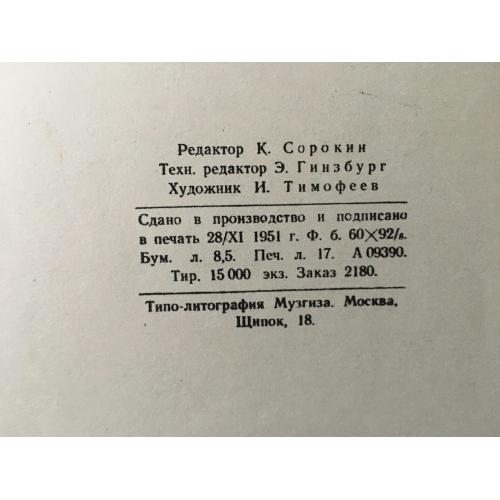 Редактор К. Сорокин
Техн. редактор Э. Гинзбург
Художник И. Тимофеев
Сдано в производство и подписано
в печать 28/XI 1951 г. Ф. б. 60×92/8.
Бум. л. 8,5. Печ. л. 17. А 09390.
Тир. 15 000 экз. Заказ 2180.
Типо-литография Музгиза. Москва,
Щипок, 18.